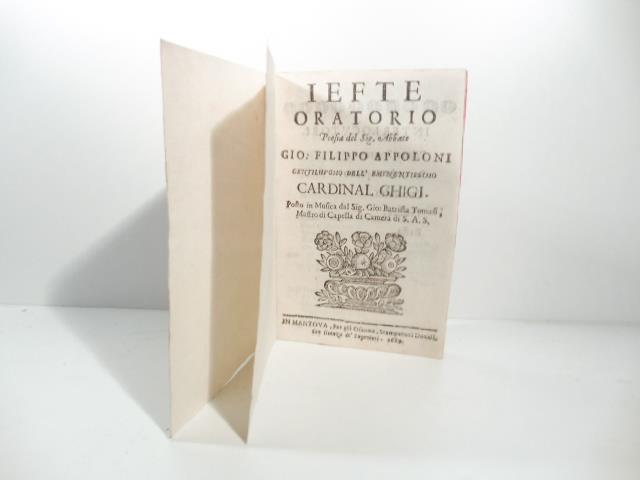 IEFTE
ORATORIO
Poesia del Sig. Abbate
GIO: FILIPPO APPOLONI
GENTILHUOMO DELL' EMINENTISSIMO
CARDINAL GHIGI.
Posto in Musica dal Sig. Gio: Battista Tomasi,
Mastro di Capella di Camera di S. A. S.
IN MANTOVA, Per gli Osanna, Stampatori Ducali,
Con licenza de' Superiori. 1689.